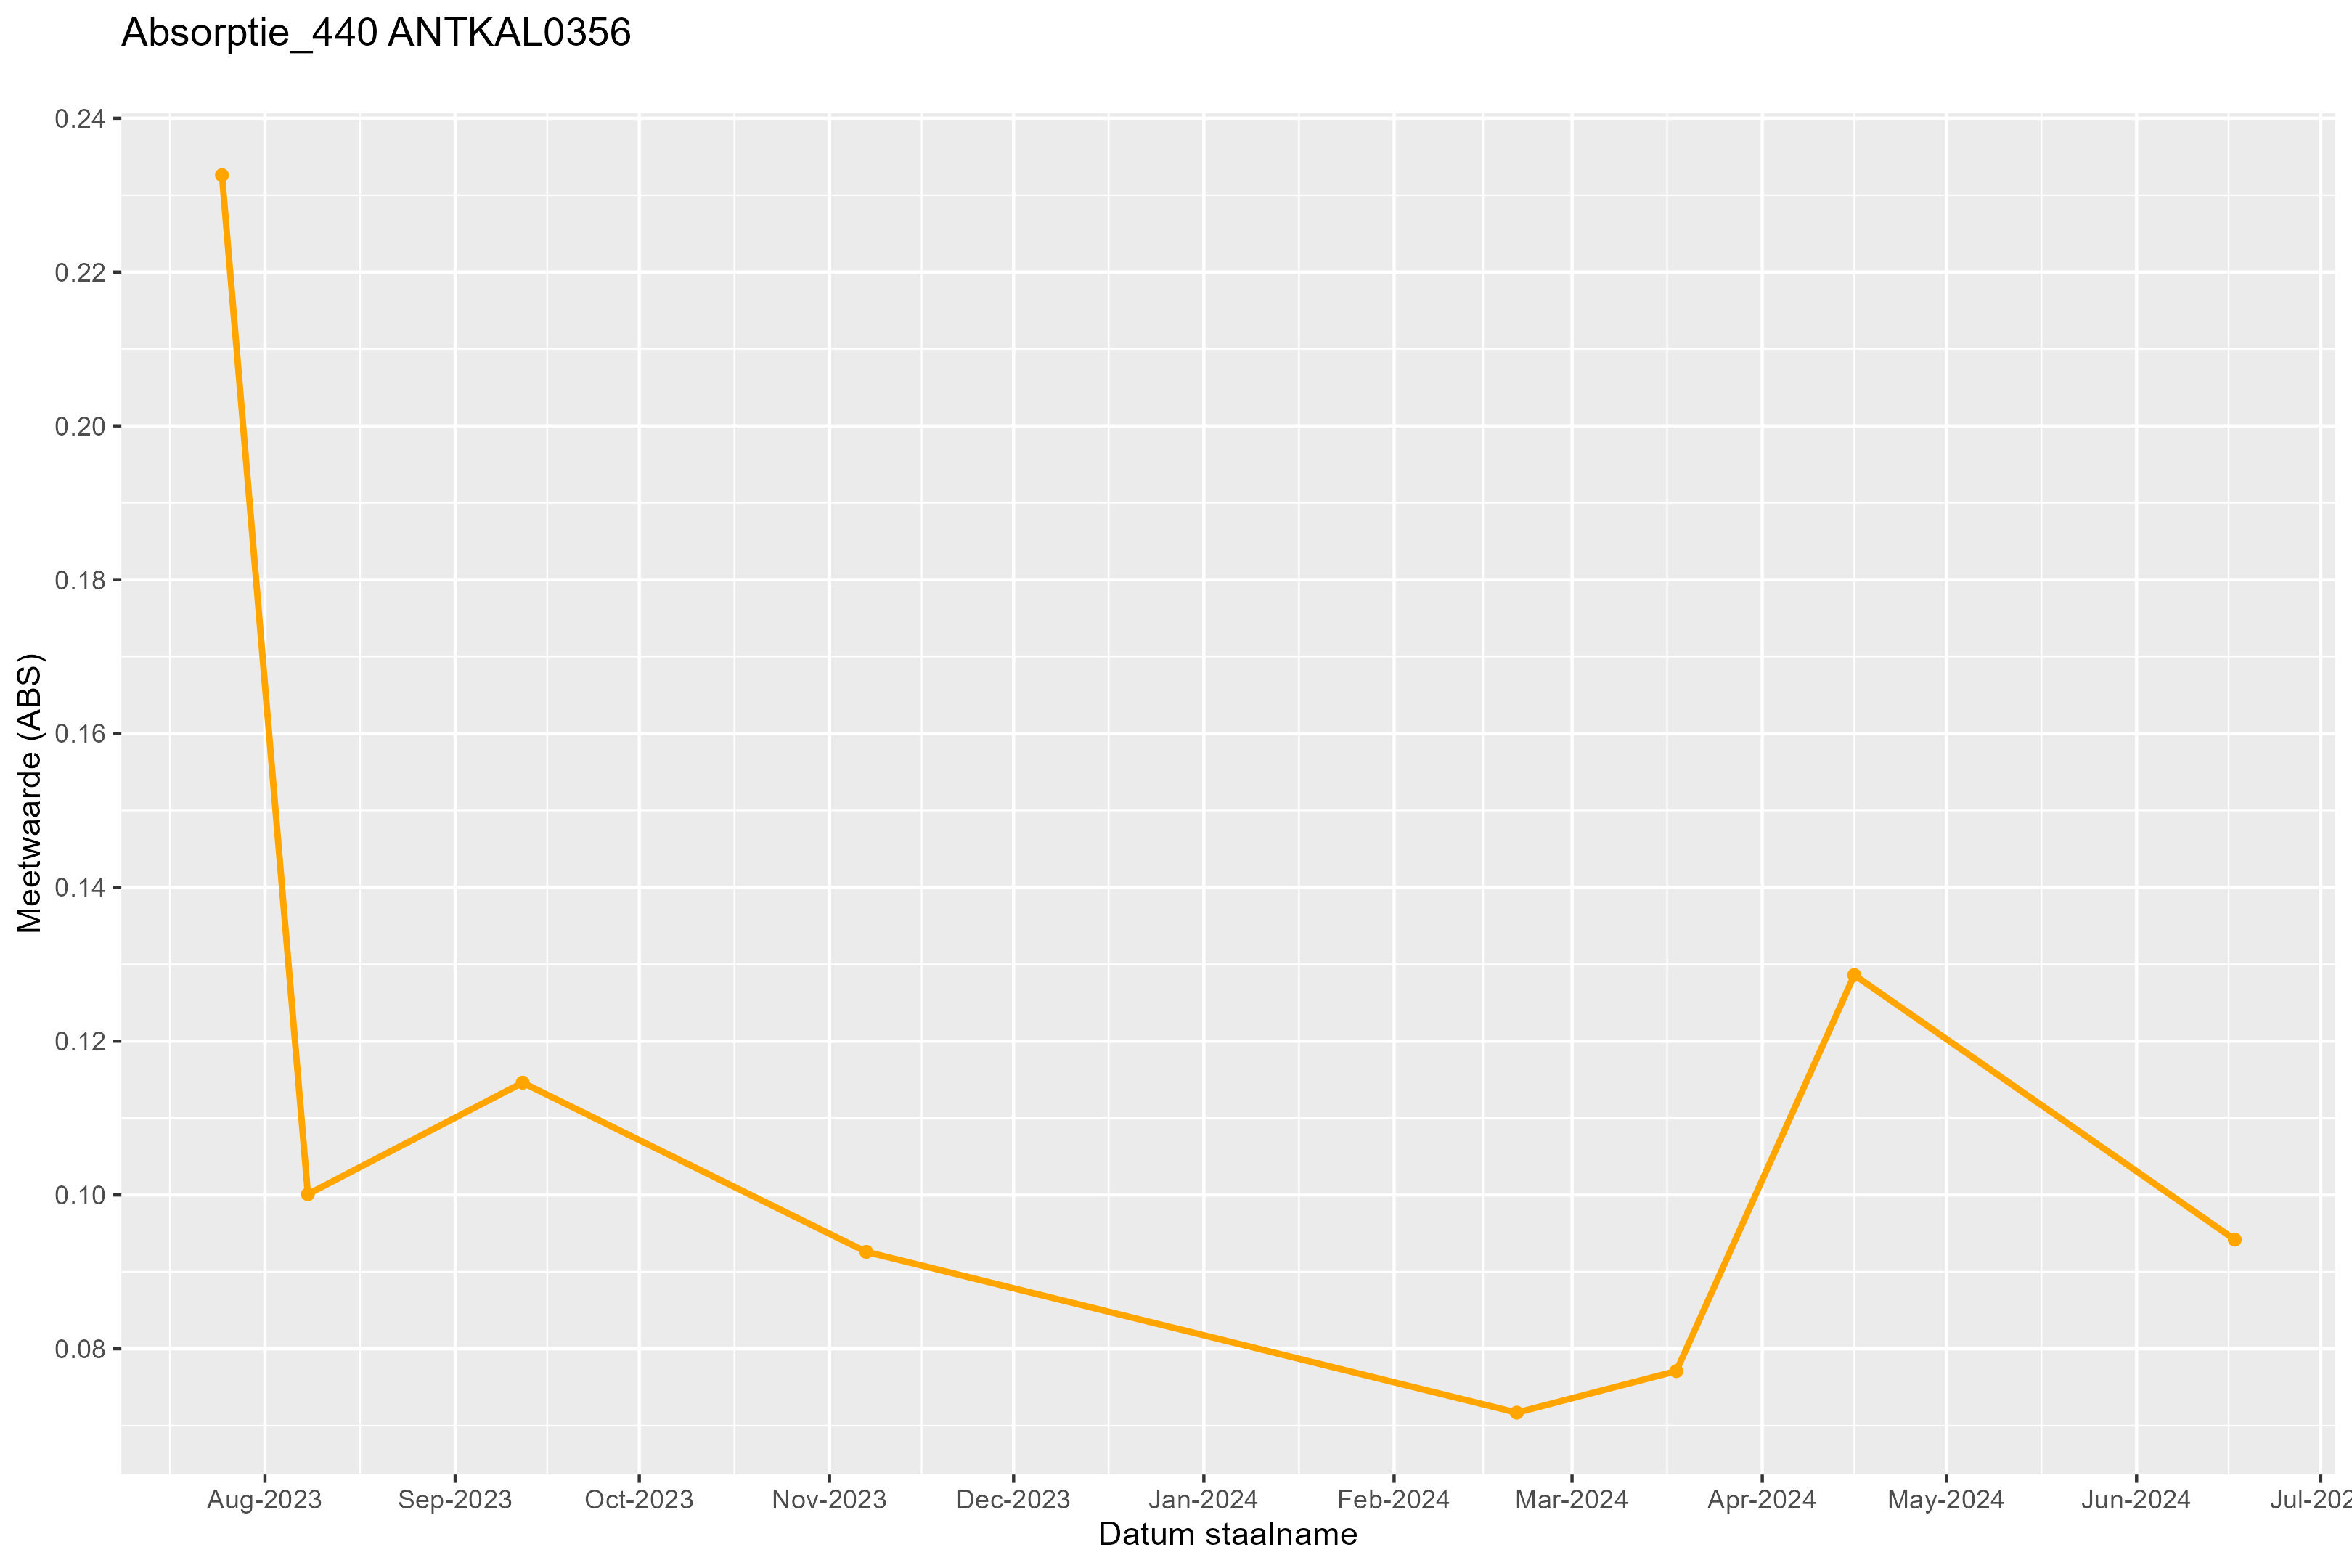 Absorptie_440 ANTKAL0356
Meetwaarde (ABS)
0.24
0.22
0.20
0.18
0.16
0.14
0.12
0.10
0.08
Aug-2023 Sep-2023 Oct-2023 Nov-2023 Dec-2023 Jan-2024 Feb-2024 Mar-2024 Apr-2024 May-2024 Jun-2024 Jul-202
Datum staalname